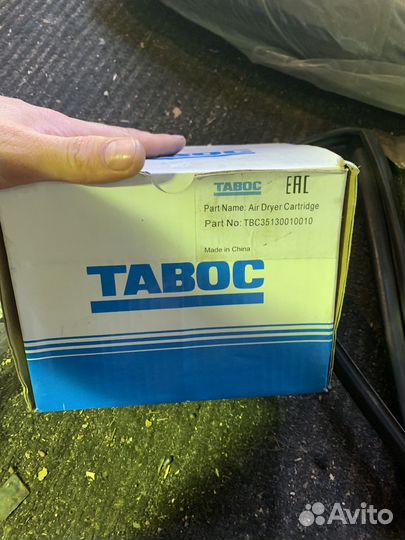 TABOC
EAC
Part Name: Air Dryer Cartridge
Part No: TBC35130010010
Made in China
TABOC
Avito